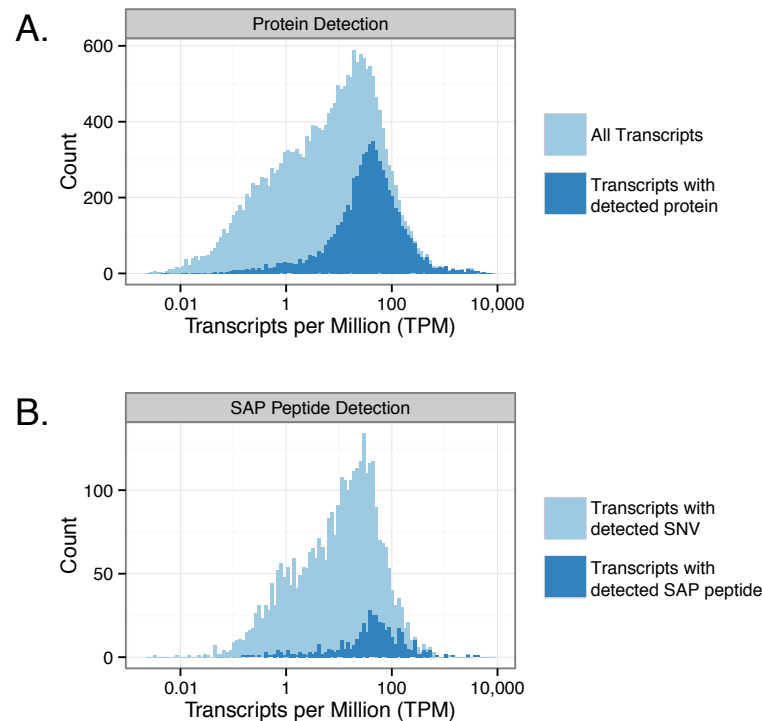 A.
Protein Detection
600
400
200
0
Count
0.01 1 100 10,000
Transcripts per Million (TPM)
All Transcripts
Transcripts with
detected protein
B.
SAP Peptide Detection
100
50
0
Count
0.01 1 100 10,000
Transcripts per Million (TPM)
Transcripts with
detected SNV
Transcripts with
detected SAP peptide